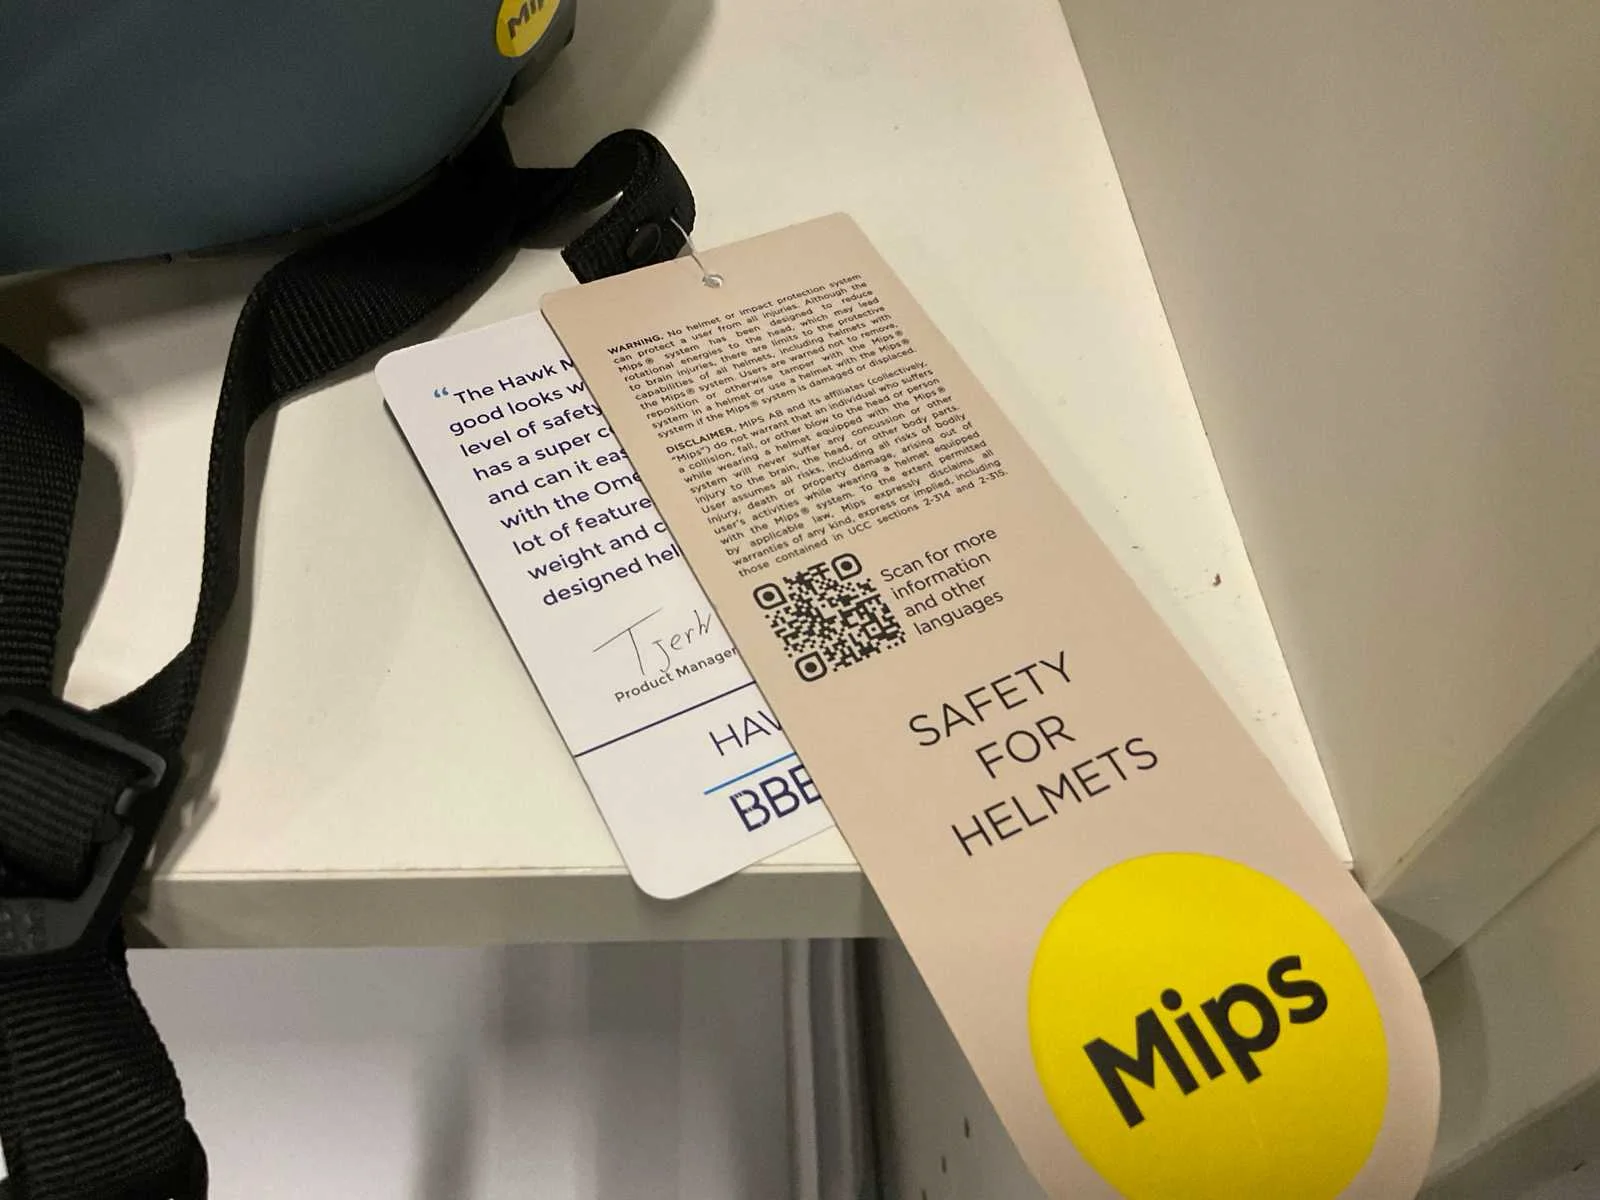 Mi
WARNING. No helmet or impact protection system
can protect a user from all injuries. Although the
Mips® system has been designed to reduce
rotational energies to the head, which may lead
to brain injuries, there are limits to the protective
capabilities of all helmets, including helmets with
the Mips® system. Users are warned not to remove,
reposition or otherwise tamper with the Mips®
system in a helmet or use a helmet with the Mips®
system if the Mips® system is damaged or displaced.
DISCLAIMER. MIPS AB and its affiliates (collectively,
"Mips") do not warrant that an individual who suffers
a collision, fall, or other blow to the head or person
while wearing a helmet equipped with the Mips®
system will never suffer any concussion or other
injury to the brain, the head, or other body parts.
User assumes all risks, including all risks of bodily
injury, death or property damage, arising out of
user's activities while wearing a helmet equipped
with the Mips® system. To the extent permitted
by applicable law, Mips expressly disclaims all
warranties of any kind, express or implied, including
those contained in UCC sections 2-314 and 2-315.
Scan for more
information
and other
languages
SAFETY
FOR
HELMETS
Mips
“The Hawk M
good looks w
level of safety
has a super co
and can it eas
with the Ome
lot of feature
weight and c
designed hel
Tjerk
Product Manager
HAW
BBB